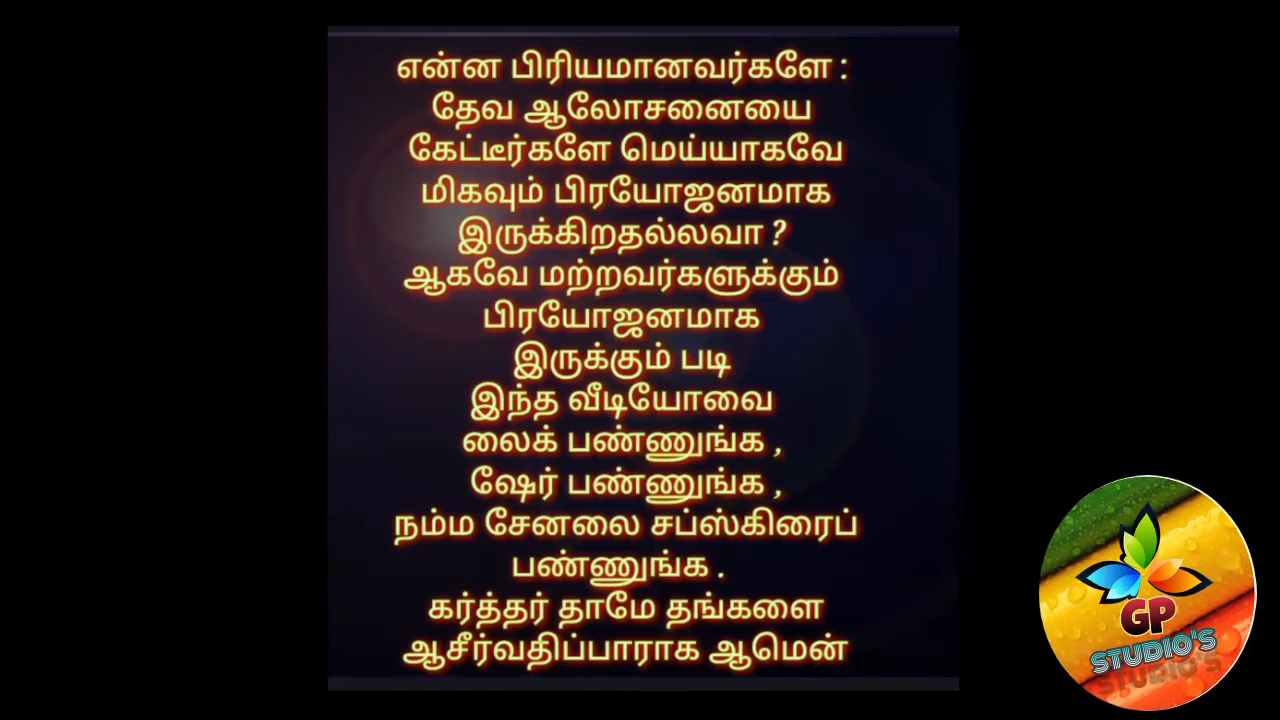 என்ன பிரியமானவர்களே :
தேவ ஆலோசனையை
கேட்டீர்களே மெய்யாகவே
மிகவும் பிரயோஜனமாக
இருக்கிறதல்லவா ?
ஆகவே மற்றவர்களுக்கும்
பிரயோஜனமாக
இருக்கும் படி
இந்த வீடியோவை
லைக் பண்ணுங்க ,
ஷேர் பண்ணுங்க ,
நம்ம சேனலை சப்ஸ்கிரைப்
பண்ணுங்க .
கர்த்தர் தாமே தங்களை
ஆசீர்வதிப்பாராக ஆமென்
GP
STUDIO'S